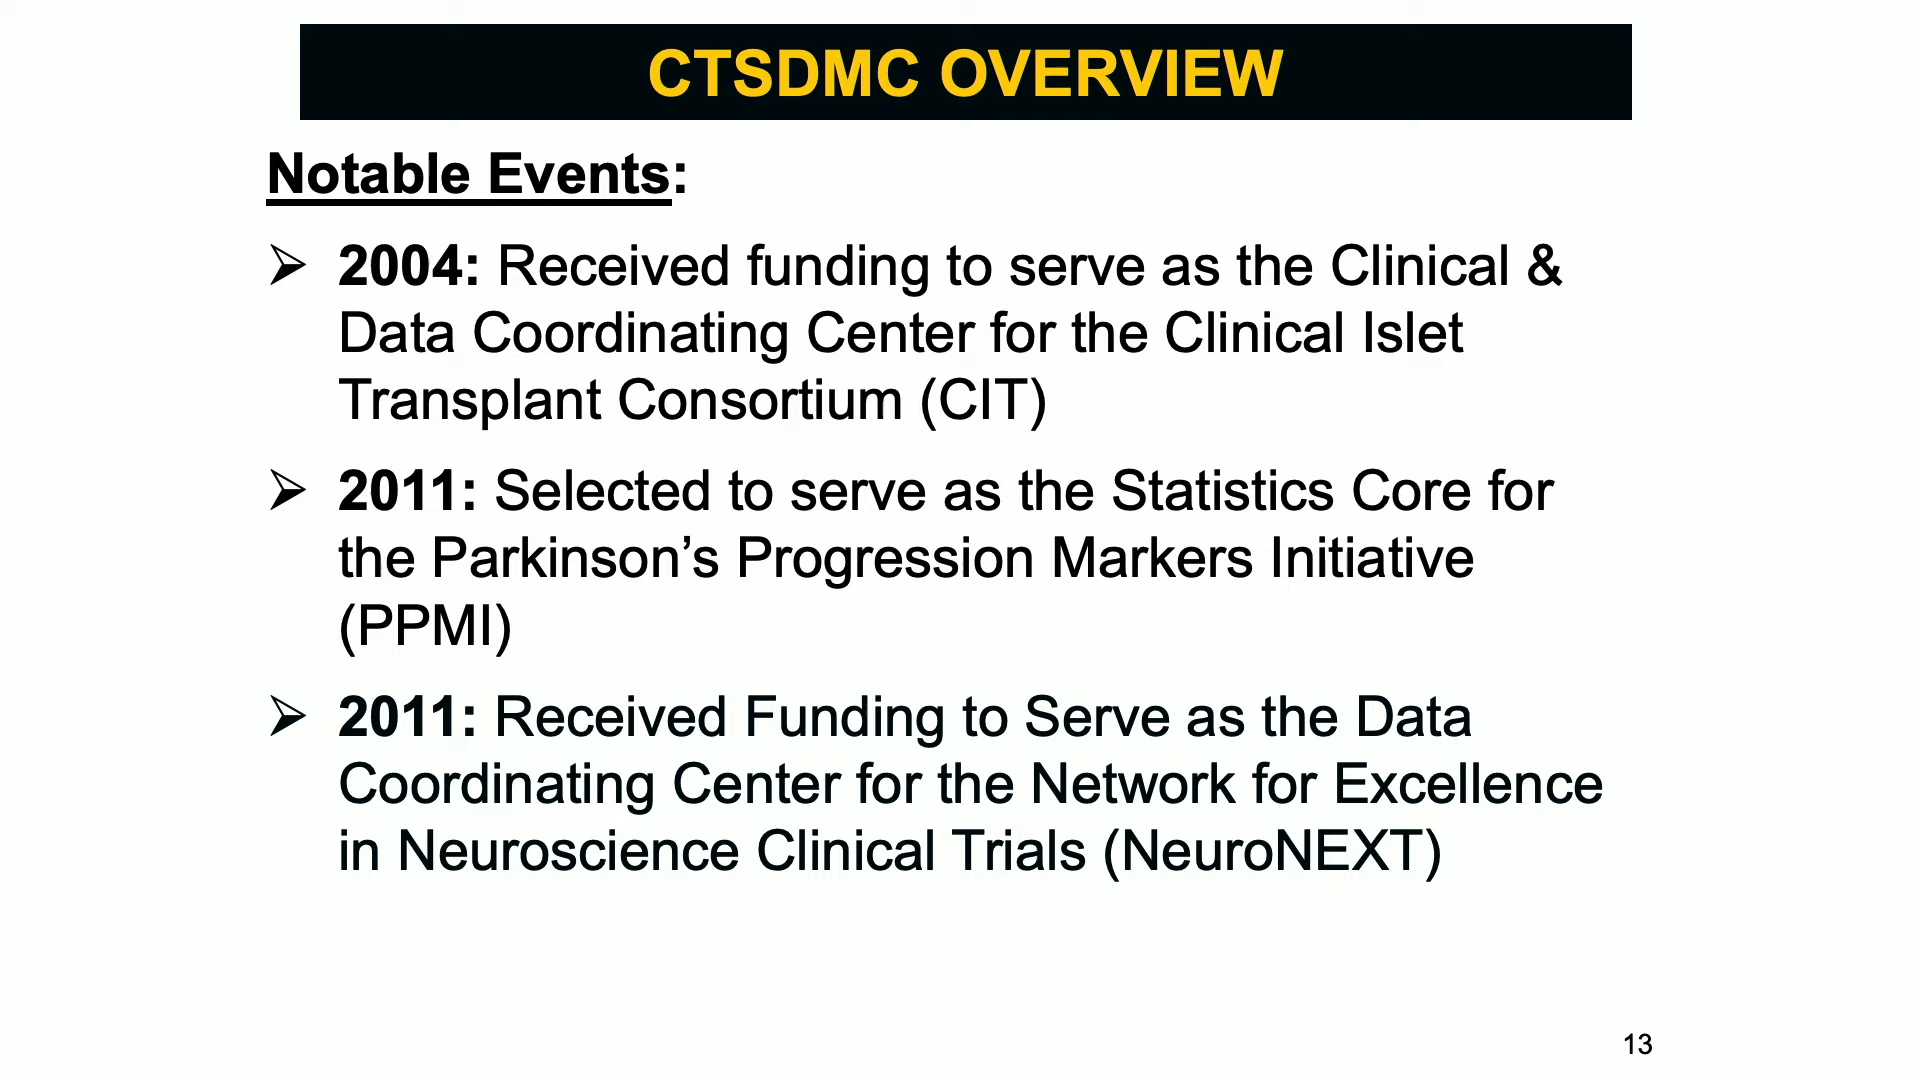 CTSDMC OVERVIEW
Notable Events:
➢ 2004: Received funding to serve as the Clinical &
Data Coordinating Center for the Clinical Islet
Transplant Consortium (CIT)
➢ 2011: Selected to serve as the Statistics Core for
the Parkinson’s Progression Markers Initiative
(PPMI)
➢ 2011: Received Funding to Serve as the Data
Coordinating Center for the Network for Excellence
in Neuroscience Clinical Trials (NeuroNEXT)
13